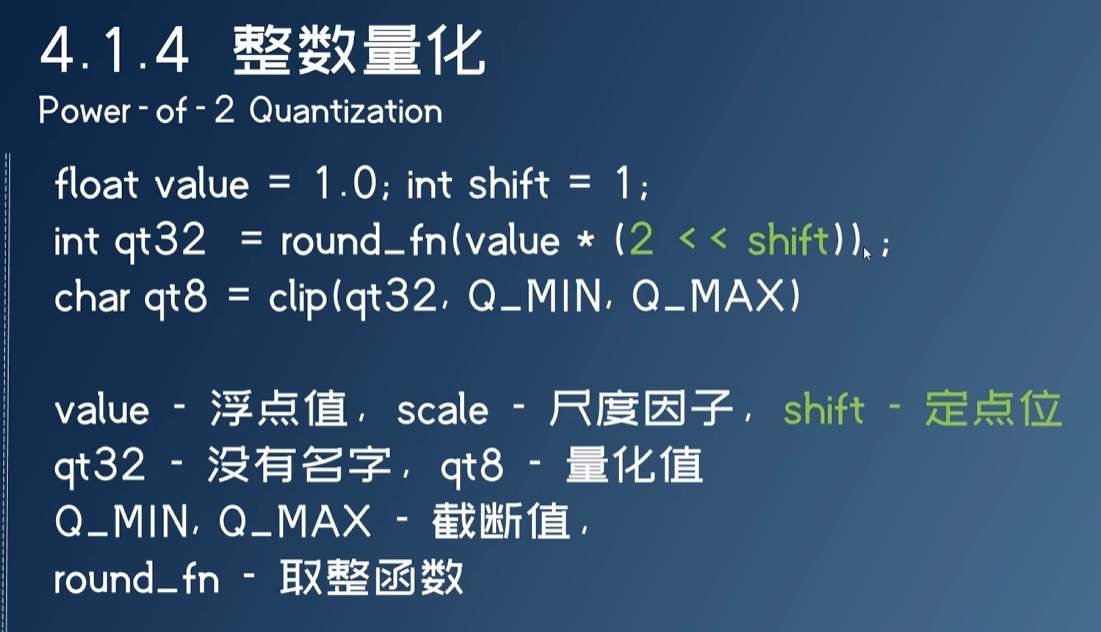 4.1.4 整数量化
Power-of-2 Quantization
float value = 1.0; int shift = 1;
int qt32 = round_fn(value * (2 << shift)) ;
char qt8 = clip(qt32, Q_MIN, Q_MAX)
value - 浮点值, scale - 尺度因子, shift - 定点位
qt32 - 没有名字, qt8 - 量化值
Q_MIN, Q_MAX - 截断值,
round_fn - 取整函数